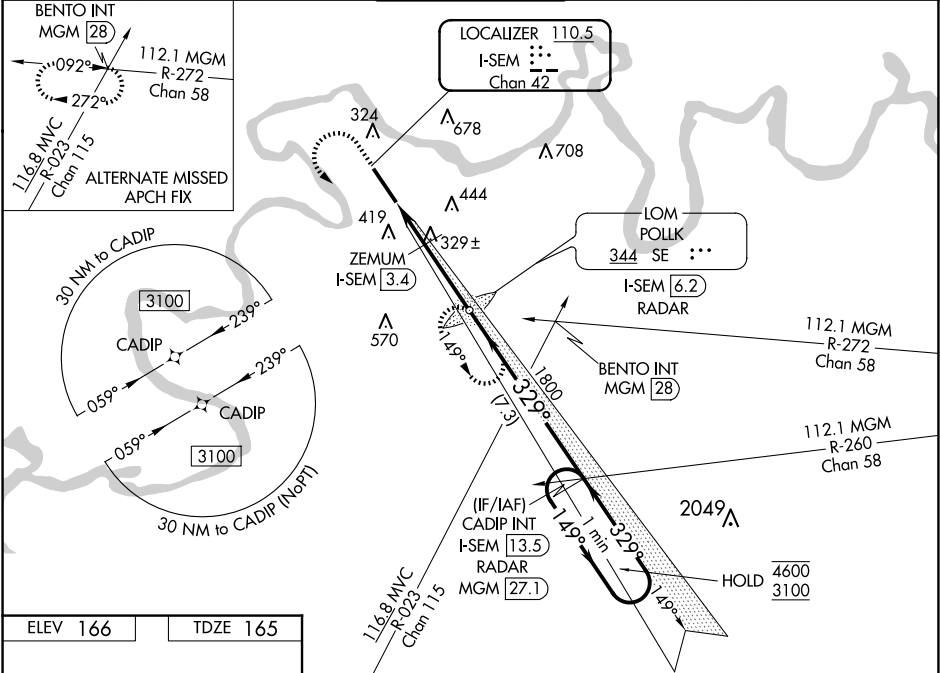 BENTO INT
MGM 28
112.1 MGM
R-272
Chan 58
092°
272°
116.8 MVC
R-023
Chan 115
ALTERNATE MISSED
APCH FIX
LOCALIZER 110.5
I-SEM
Chan 42
324
678
708
444
419
329±
ZEMUM
I-SEM 3.4
LOM
POLLK
344 SE
I-SEM 6.2
RADAR
570
149°
1800
329°
(7.3)
BENTO INT
MGM 28
112.1 MGM
R-272
Chan 58
112.1 MGM
R-260
Chan 58
30 NM to CADIP
3100
239°
CADIP
059°
239°
CADIP
059°
3100
30 NM to CADIP (NoPT)
(IF/IAF)
CADIP INT
I-SEM 13.5
RADAR
MGM 27.1
149°
1 min
329°
2049
HOLD 4600
3100
149°
116.8 MVC
R-023
Chan 115
ELEV 166
TDZE 165